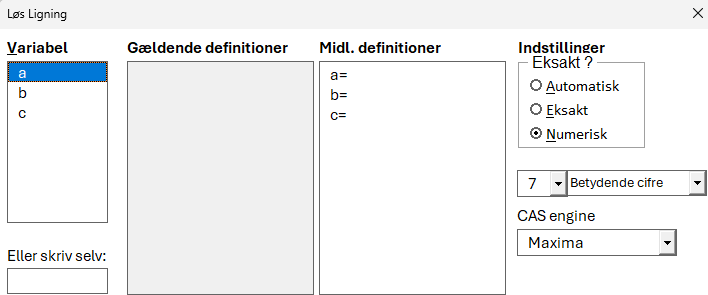 Løs Ligning
Variabel
Gældende definitioner
Midl. definitioner
Indstillinger
a
b
c
a=
b=
c=
Eksakt ?
Automatisk
Eksakt
Numerisk
7
Betydende cifre
CAS engine
Maxima
Eller skriv selv: